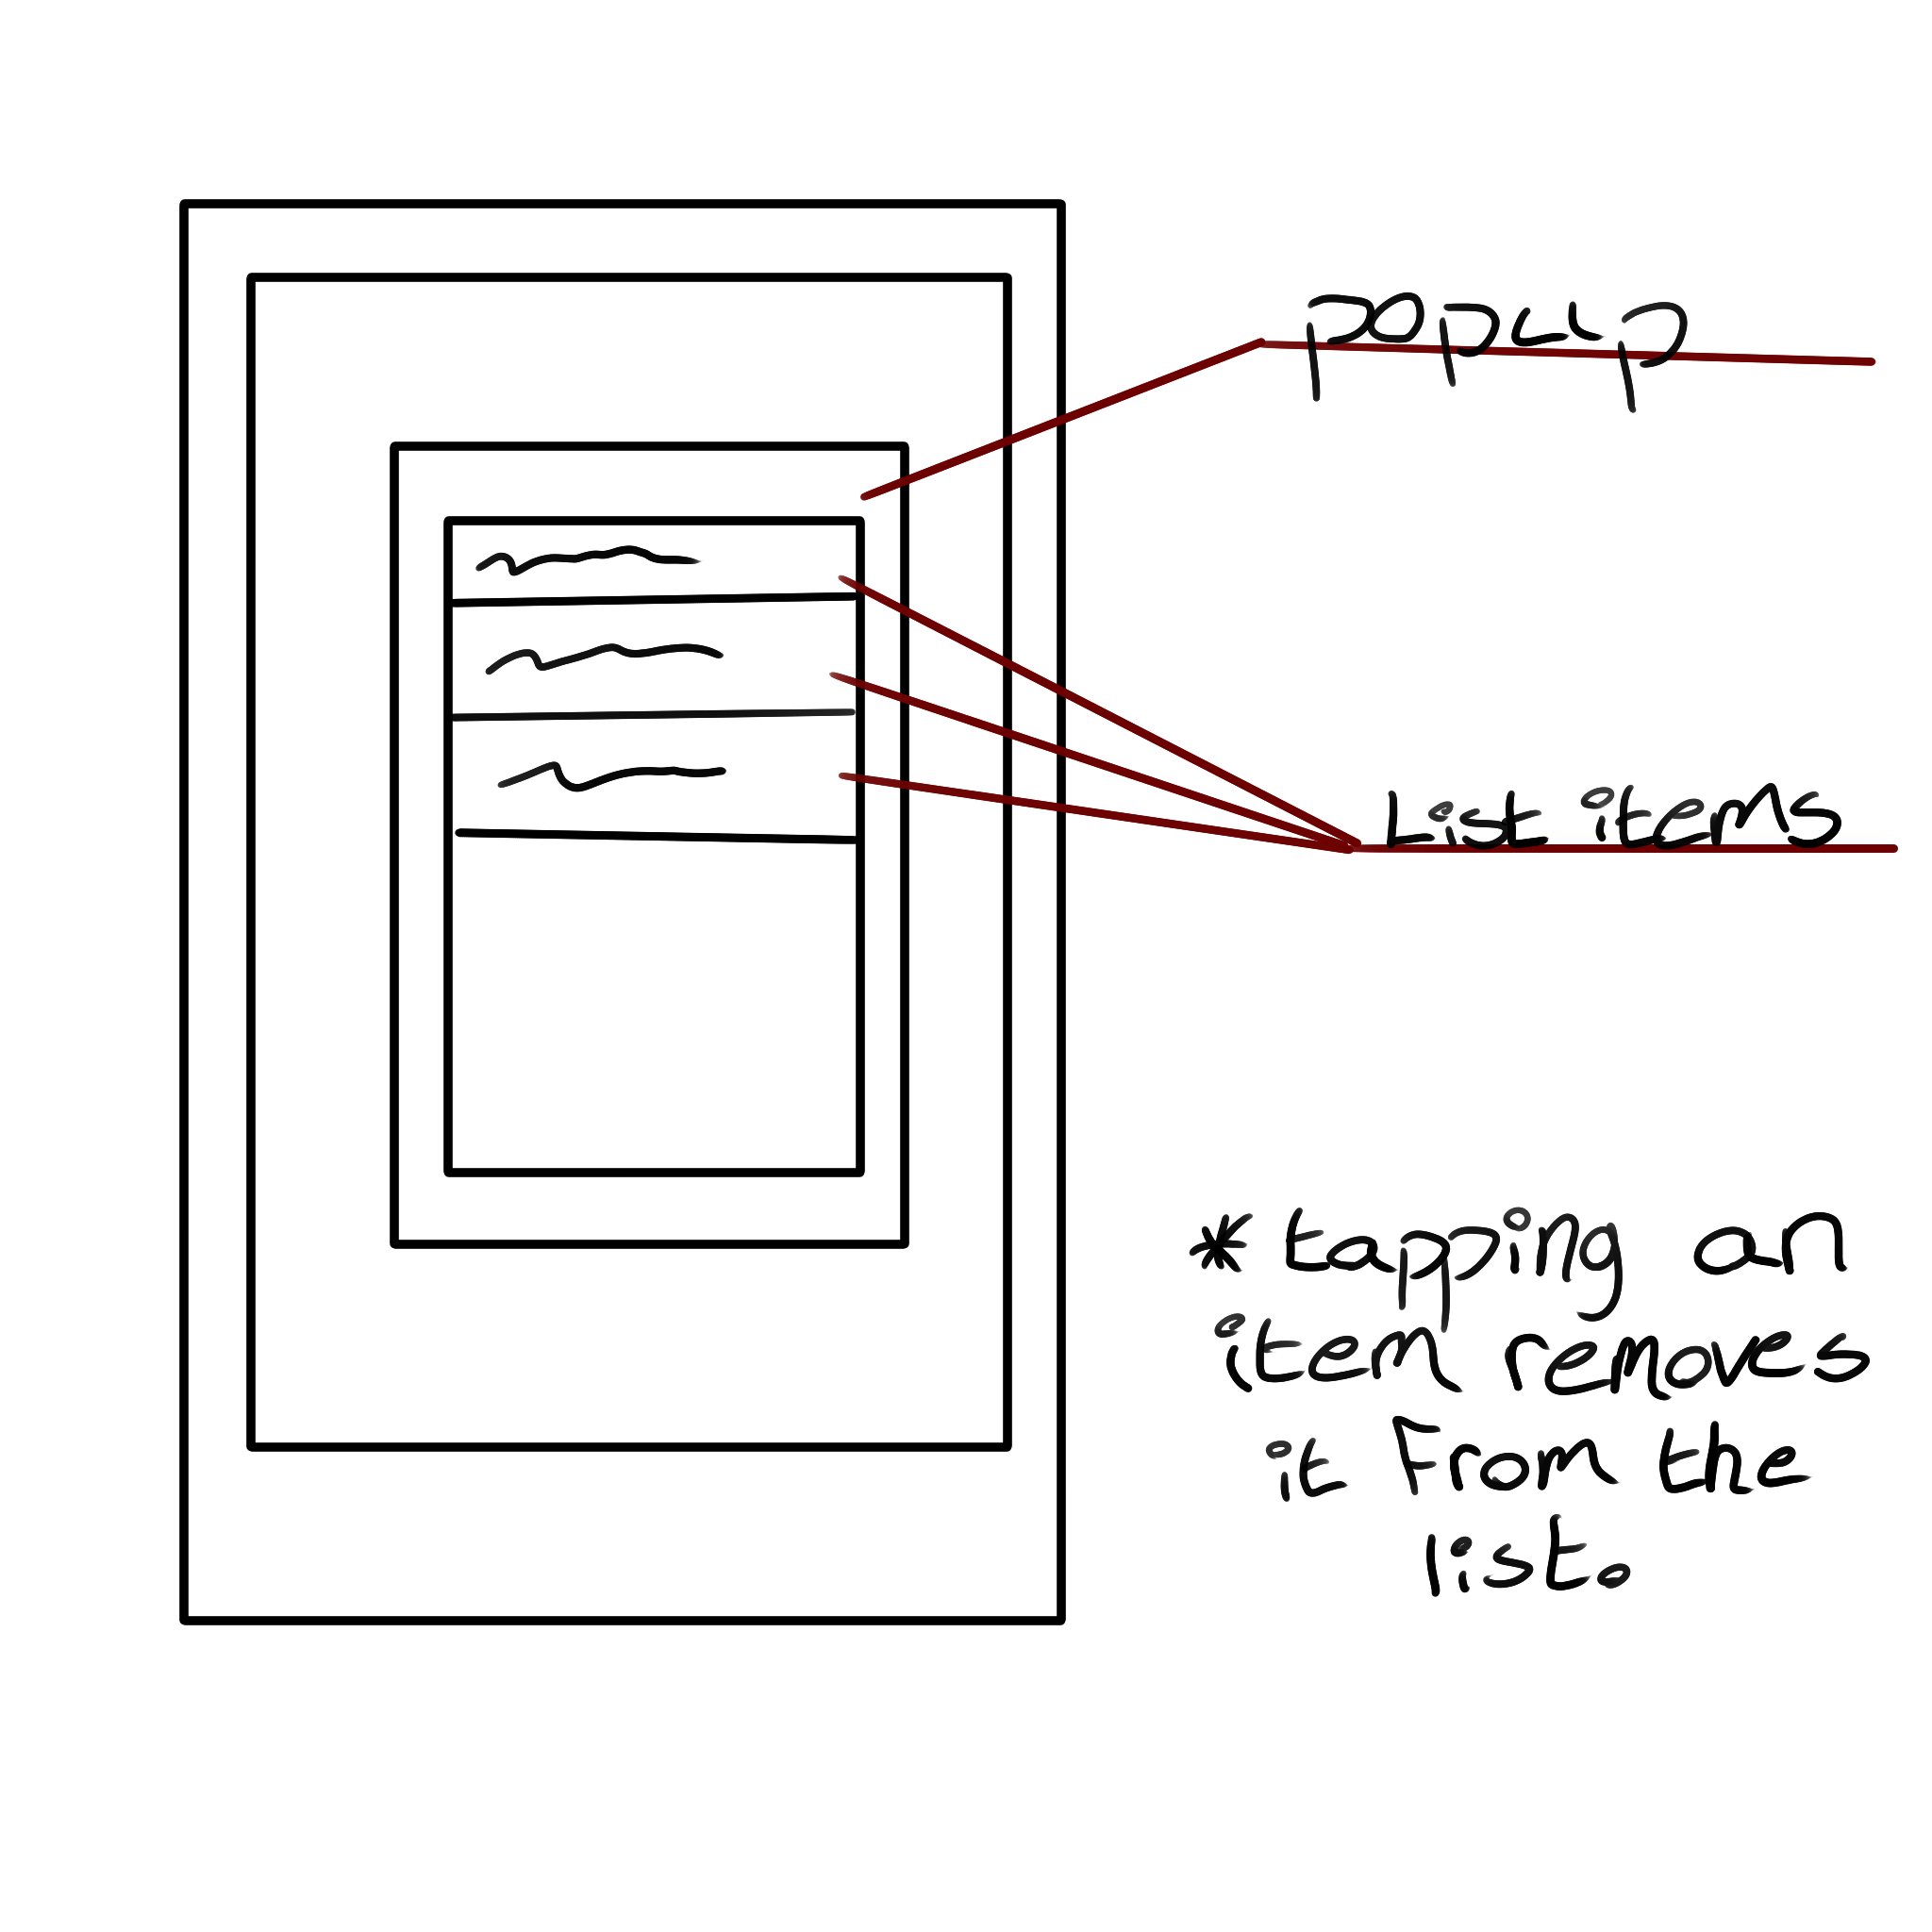 popup
List items
* tapping an
item removes
it From the
list.